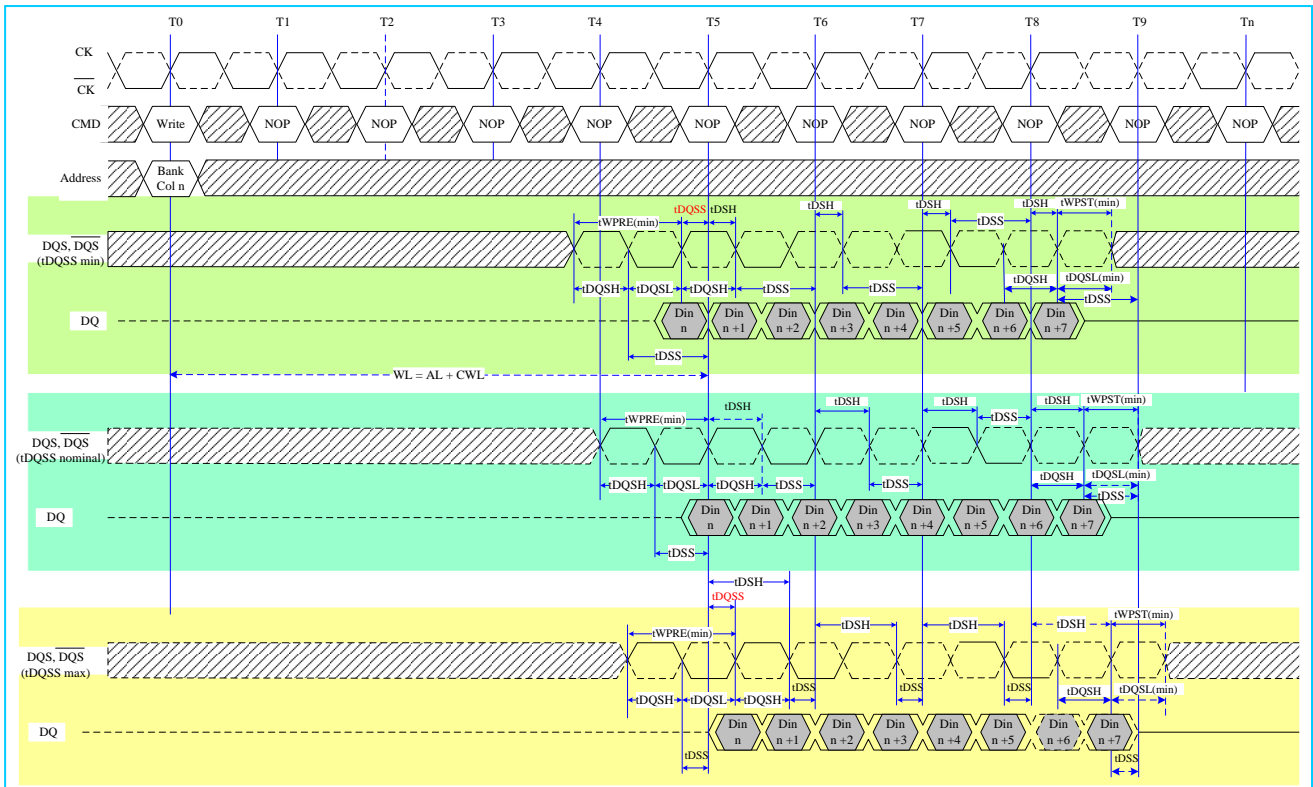 T0 T1 T2 T3 T4 T5 T6 T7 T8 T9 Tn
CK
CK
CMD Write NOP NOP NOP NOP NOP NOP NOP NOP NOP NOP
Address Bank
Col n
tDQSS tDSH tDSH tDSH tDSH tWPST(min)
tWPRE(min) tDSS
DQS, DQS
(tDQSS min)
tDQSH tDQSL tDQSH tDSS tDSS tDQSH tDQSL(min)
tDSS
DQ Din Din Din Din Din Din Din Din
n n +1 n +2 n +3 n +4 n +5 n +6 n +7
tDSS
WL = AL + CWL
tDSH tDSH tDSH tDSH tWPST(min)
tWPRE(min) tDSS
DQS, DQS
(tDQSS nominal)
tDQSH tDQSL tDQSH tDSS tDSS tDQSH tDQSL(min)
tDSS
DQ Din Din Din Din Din Din Din Din
n n +1 n +2 n +3 n +4 n +5 n +6 n +7
tDSS
tDSH
tDQSS
tWPRE(min) tDSH tDSH tDSH tWPST(min)
DQS, DQS
(tDQSS max)
tDSS tDSS tDSS
tDQSH tDQSL tDQSH tDQSH tDQSL(min)
DQ Din Din Din Din Din Din Din Din
n n +1 n +2 n +3 n +4 n +5 n +6 n +7
tDSS tDSS